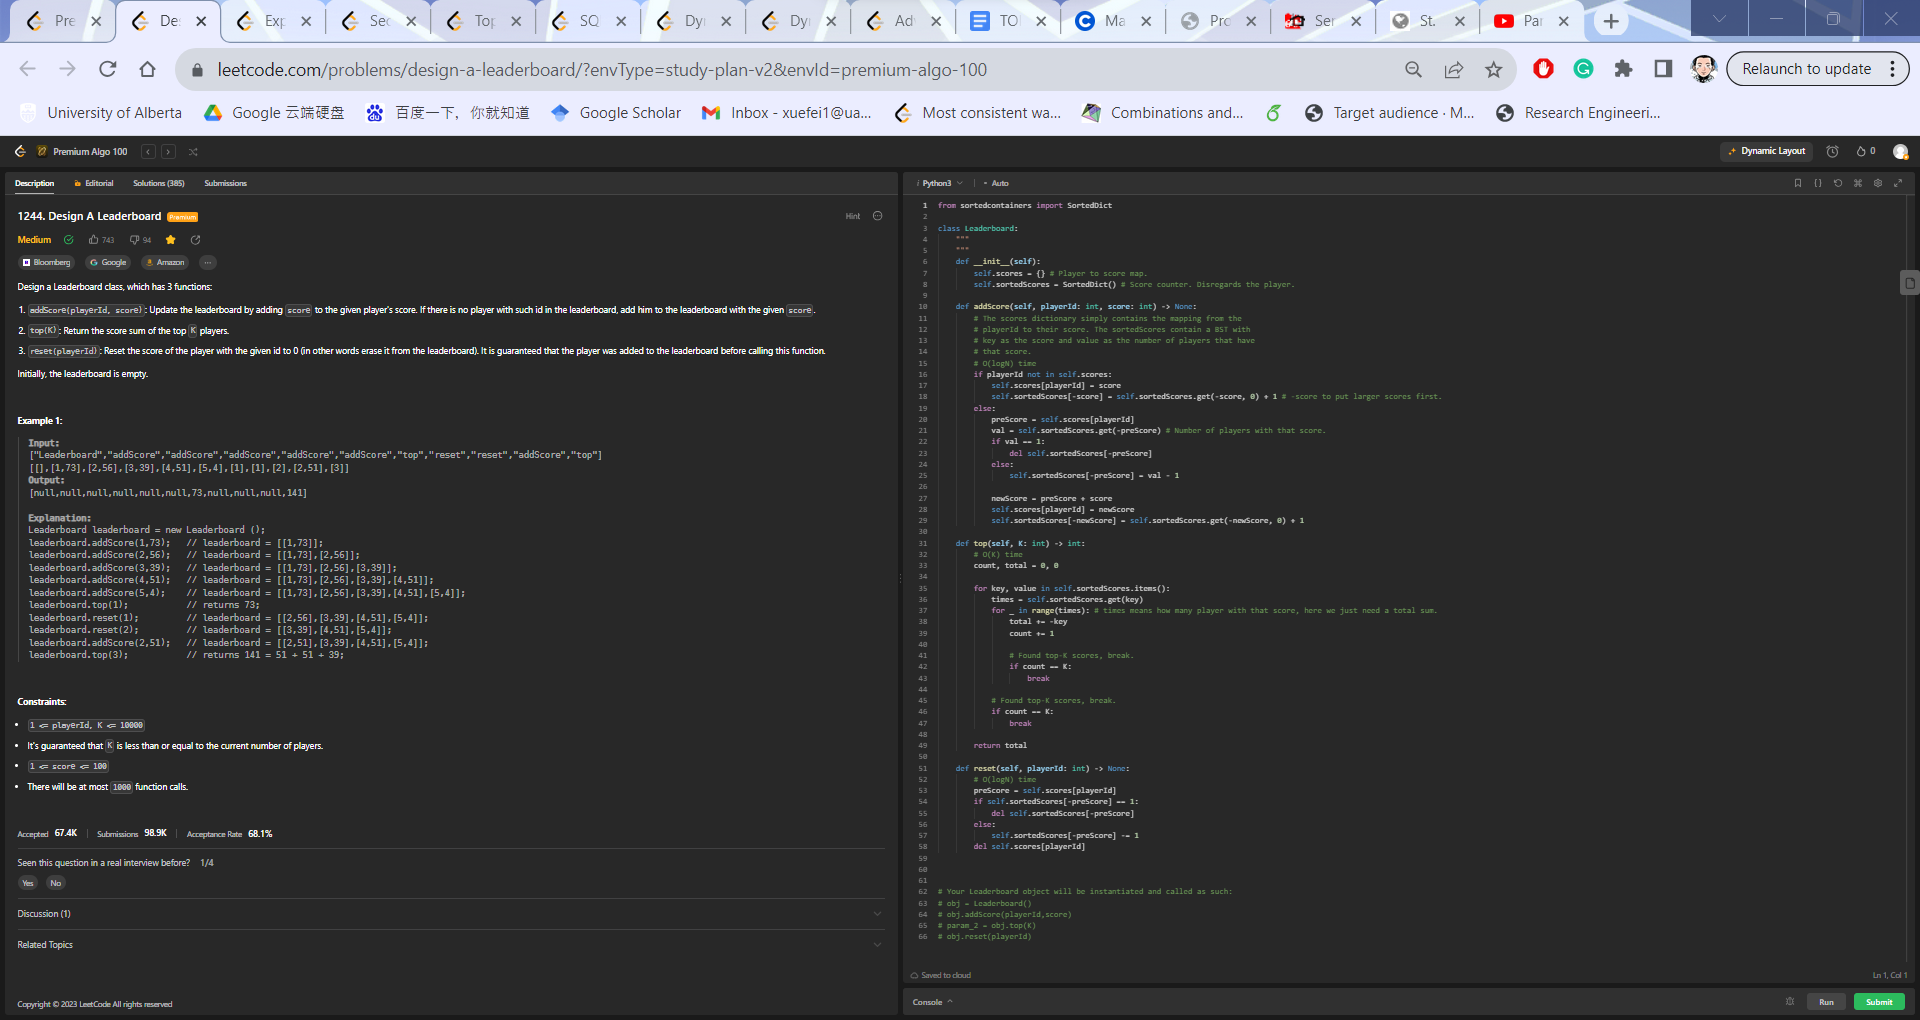 Pre
Des
Exp
Sec
Top
SQ
Dyn
Dyn
Adv
TO
Ma
Pro
Ser
St.
Par
leetcode.com/problems/design-a-leaderboard/?envType=study-plan-v2&envId=premium-algo-100
Relaunch to update
University of Alberta
Google 云端硬盘
百度一下，你就知道
Google Scholar
Inbox - xuefei1@ua...
Most consistent wa...
Combinations and...
Target audience · M...
Research Engineeri...
Premium Algo 100
Dynamic Layout
0
Description
Editorial
Solutions (385)
Submissions
1244. Design A Leaderboard Premium
Hint
Medium
743
94
Bloomberg
Google
Amazon
...
Design a Leaderboard class, which has 3 functions:
1. addScore(playerId, score): Update the leaderboard by adding score to the given player's score. If there is no player with such id in the leaderboard, add him to the leaderboard with the given score.
2. top(K): Return the score sum of the top K players.
3. reset(playerId): Reset the score of the player with the given id to 0 (in other words erase it from the leaderboard). It is guaranteed that the player was added to the leaderboard before calling this function.
Initially, the leaderboard is empty.
Example 1:
Input:
["Leaderboard","addScore","addScore","addScore","addScore","addScore","top","reset","reset","addScore","top"]
[[],[1,73],[2,56],[3,39],[4,51],[5,4],[1],[1],[2],[2,51],[3]]
Output:
[null,null,null,null,null,null,73,null,null,null,141]
Explanation:
Leaderboard leaderboard = new Leaderboard ();
leaderboard.addScore(1,73);   // leaderboard = [[1,73]];
leaderboard.addScore(2,56);   // leaderboard = [[1,73],[2,56]];
leaderboard.addScore(3,39);   // leaderboard = [[1,73],[2,56],[3,39]];
leaderboard.addScore(4,51);   // leaderboard = [[1,73],[2,56],[3,39],[4,51]];
leaderboard.addScore(5,4);    // leaderboard = [[1,73],[2,56],[3,39],[4,51],[5,4]];
leaderboard.top(1);           // returns 73;
leaderboard.reset(1);         // leaderboard = [[2,56],[3,39],[4,51],[5,4]];
leaderboard.reset(2);         // leaderboard = [[3,39],[4,51],[5,4]];
leaderboard.addScore(2,51);   // leaderboard = [[2,51],[3,39],[4,51],[5,4]];
leaderboard.top(3);           // returns 141 = 51 + 51 + 39;
Constraints:
• 1 <= playerId, K <= 10000
• It's guaranteed that K is less than or equal to the current number of players.
• 1 <= score <= 100
• There will be at most 1000 function calls.
Accepted 67.4K | Submissions 98.9K | Acceptance Rate 68.1%
Seen this question in a real interview before? 1/4
Yes
No
Discussion (1)
Related Topics
Copyright © 2023 LeetCode All rights reserved
i Python3
• Auto
1 from sortedcontainers import SortedDict
2
3 class Leaderboard:
4     """
5     """
6     def __init__(self):
7         self.scores = {} # Player to score map.
8         self.sortedScores = SortedDict() # Score counter. Disregards the player.
9
10     def addScore(self, playerId: int, score: int) -> None:
11         # The scores dictionary simply contains the mapping from the
12         # playerId to their score. The sortedScores contain a BST with
13         # key as the score and value as the number of players that have
14         # that score.
15         # O(logN) time
16         if playerId not in self.scores:
17             self.scores[playerId] = score
18             self.sortedScores[-score] = self.sortedScores.get(-score, 0) + 1 # -score to put larger scores first.
19         else:
20             preScore = self.scores[playerId]
21             val = self.sortedScores.get(-preScore) # Number of players with that score.
22             if val == 1:
23                 del self.sortedScores[-preScore]
24             else:
25                 self.sortedScores[-preScore] = val - 1
26
27             newScore = preScore + score
28             self.scores[playerId] = newScore
29             self.sortedScores[-newScore] = self.sortedScores.get(-newScore, 0) + 1
30
31     def top(self, K: int) -> int:
32         # O(K) time
33         count, total = 0, 0
34
35         for key, value in self.sortedScores.items():
36             times = self.sortedScores.get(key)
37             for _ in range(times): # times means how many player with that score, here we just need a total sum.
38                 total += -key
39                 count += 1
40
41                 # Found top-K scores, break.
42                 if count == K:
43                     break
44
45             # Found top-K scores, break.
46             if count == K:
47                 break
48
49         return total
50
51     def reset(self, playerId: int) -> None:
52         # O(logN) time
53         preScore = self.scores[playerId]
54         if self.sortedScores[-preScore] == 1:
55             del self.sortedScores[-preScore]
56         else:
57             self.sortedScores[-preScore] -= 1
58         del self.scores[playerId]
59
60
61
62 # Your Leaderboard object will be instantiated and called as such:
63 # obj = Leaderboard()
64 # obj.addScore(playerId,score)
65 # param_2 = obj.top(K)
66 # obj.reset(playerId)
Saved to cloud
Ln 1, Col 1
Console
Run
Submit